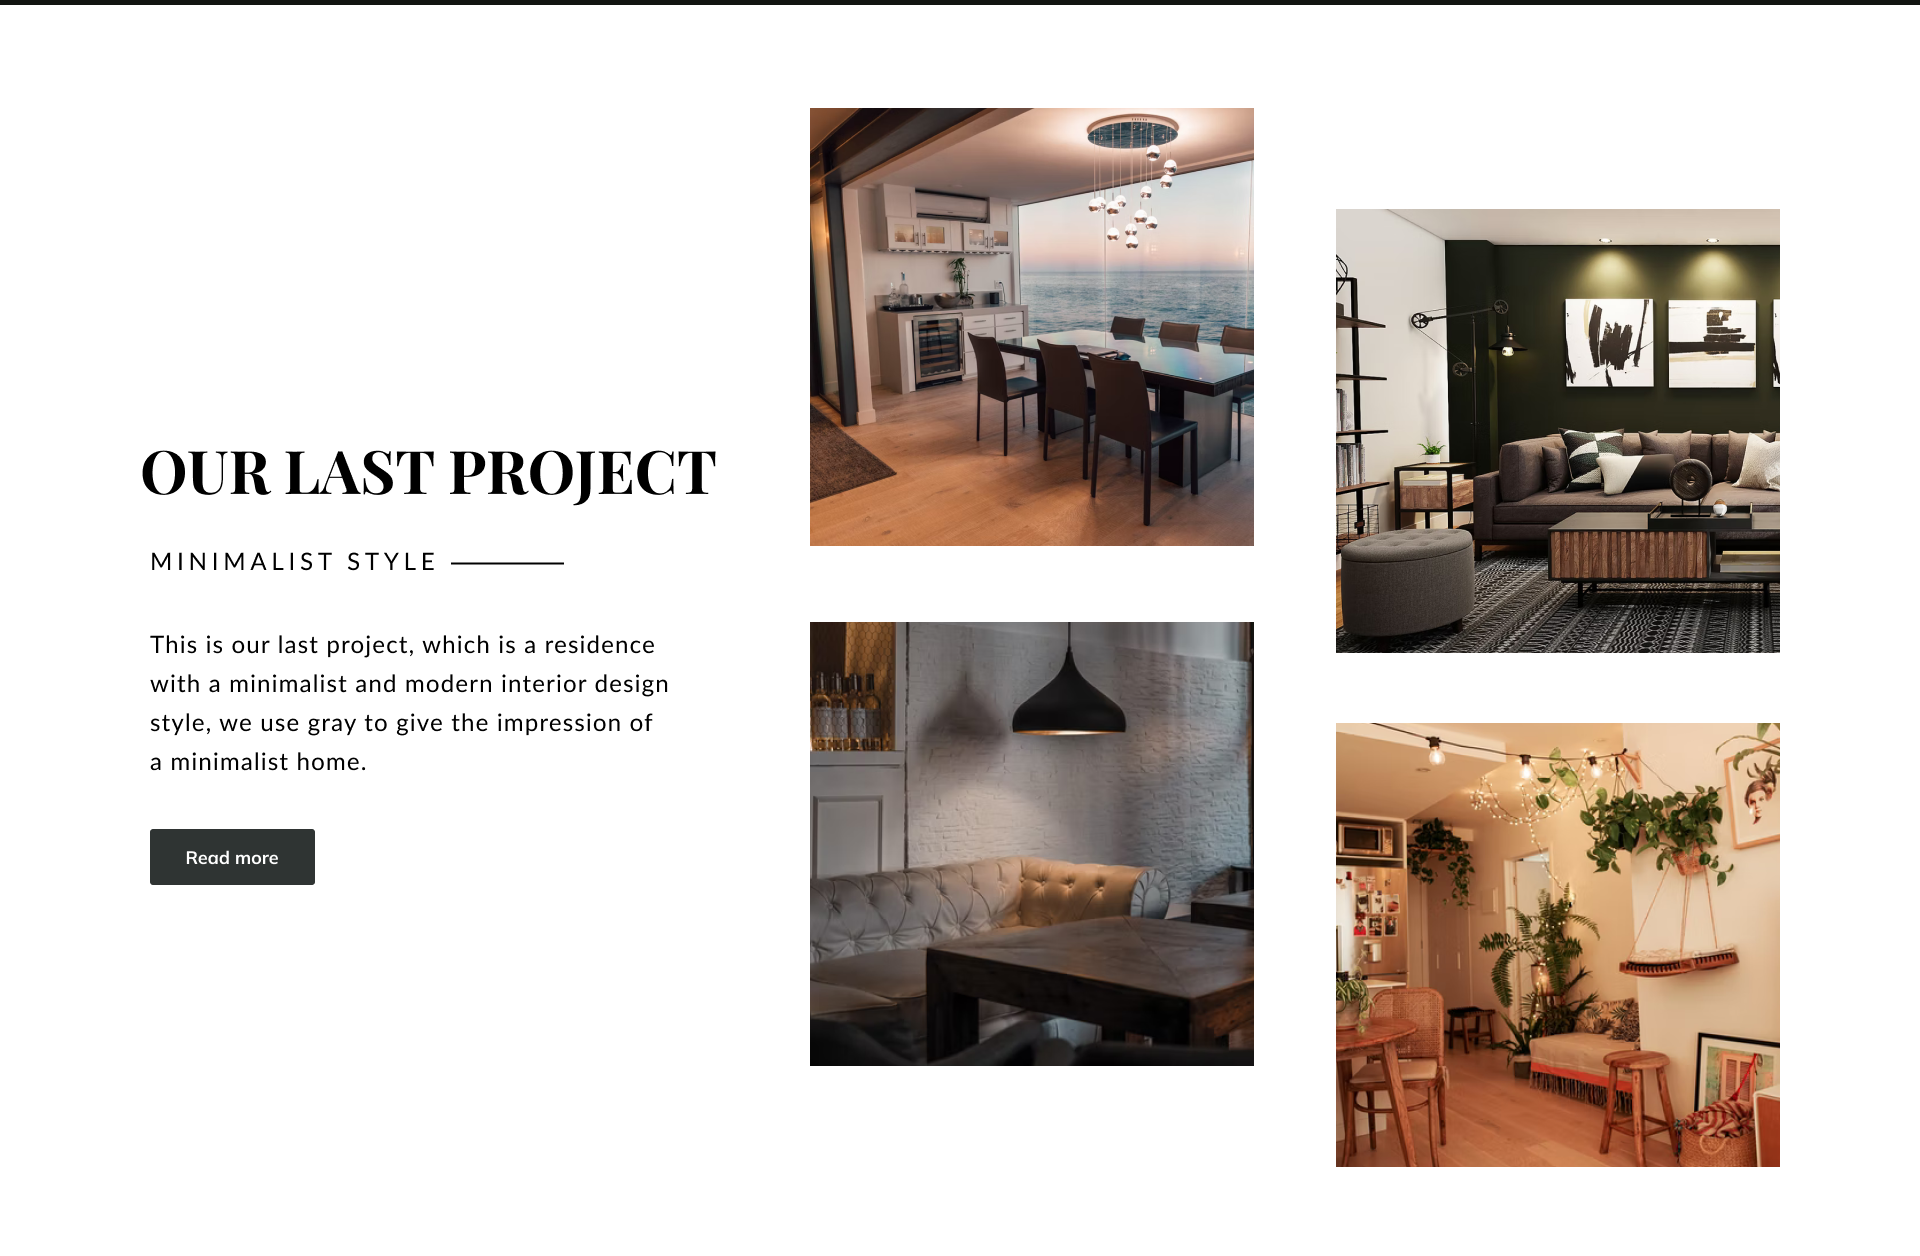 OUR LAST PROJECT
MINIMALIST STYLE
This is our last project, which is a residence
with a minimalist and modern interior design
style, we use gray to give the impression of
a minimalist home.
Read more